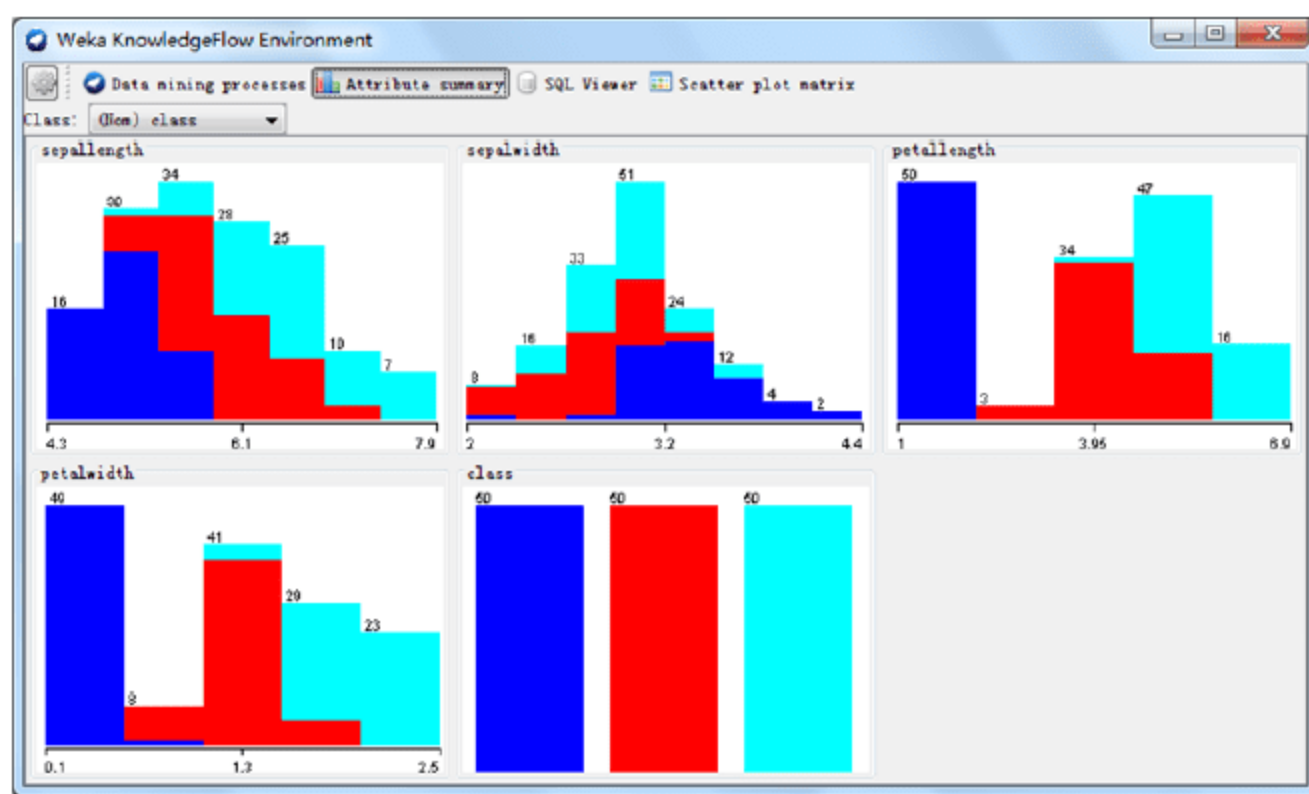 Weka KnowledgeFlow Environment
Data mining processes Attribute summary SQL Viewer Scatter plot matrix
Class: (Nom) class
sepallength sepalwidth petallength
16 30 34 28 25 10 7
4.3 6.1 7.9
9 16 33 51 24 12 4 2
2 3.2 4.4
50 3 34 47 16
1 3.95 6.9
petalwidth class
49 9 41 29 23
0.1 1.3 2.5
50 50 50